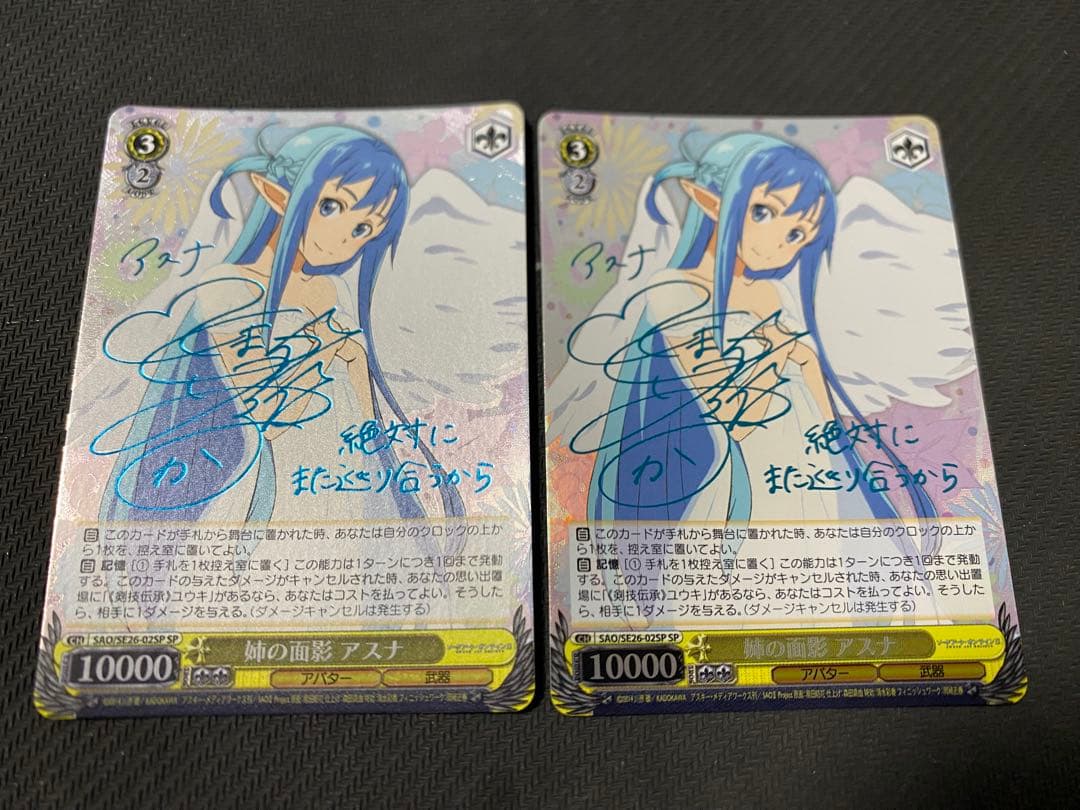 LEVEL
3
2
COST
アスナ
まつ
か
絶対に
また巡り合うから
自 このカードが手札から舞台に置かれた時、あなたは自分のクロックの上か
ら1枚を、控え室に置いてよい。
自 記憶 [① 手札を1枚控え室に置く] この能力は1ターンにつき1回まで発動
する。このカードの与えたダメージがキャンセルされた時、あなたの思い出置
場に「《剣技伝承》ユウキ」があるなら、あなたはコストを払ってよい。そうした
ら、相手に1ダメージを与える。（ダメージキャンセルは発生する）
CH SAO/SE26-02SP SP
姉の面影 アスナ
10000
アバター
武器
LEVEL
3
2
COST
アスナ
まつ
か
絶対に
また巡り合うから
自 このカードが手札から舞台に置かれた時、あなたは自分のクロックの上か
ら1枚を、控え室に置いてよい。
自 記憶 [① 手札を1枚控え室に置く] この能力は1ターンにつき1回まで発動
する。このカードの与えたダメージがキャンセルされた時、あなたの思い出置
場に「《剣技伝承》ユウキ」があるなら、あなたはコストを払ってよい。そうした
ら、相手に1ダメージを与える。（ダメージキャンセルは発生する）
CH SAO/SE26-02SP SP
姉の面影 アスナ
10000
アバター
武器